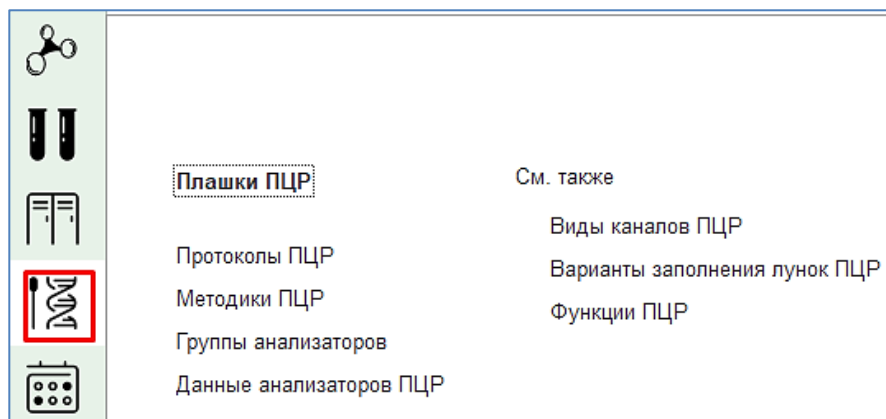 Плашки ПЦР
Протоколы ПЦР
Методики ПЦР
Группы анализаторов
Данные анализаторов ПЦР
См. также
Виды каналов ПЦР
Варианты заполнения лунок ПЦР
Функции ПЦР